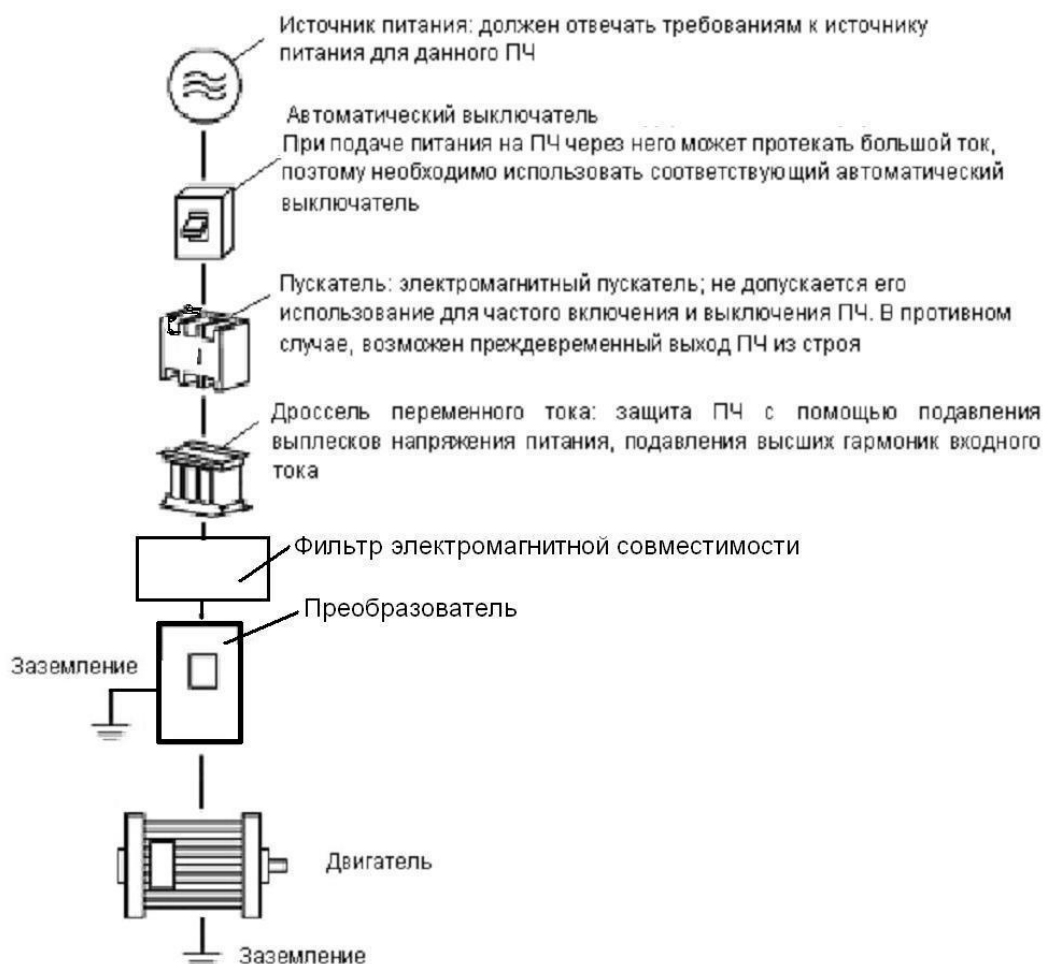 Источник питания: должен отвечать требованиям к источнику
питания для данного ПЧ
Автоматический выключатель
При подаче питания на ПЧ через него может протекать большой ток,
поэтому необходимо использовать соответствующий автоматический
выключатель
Пускатель: электромагнитный пускатель; не допускается его
использование для частого включения и выключения ПЧ. В противном
случае, возможен преждевременный выход ПЧ из строя
Дроссель переменного тока: защита ПЧ с помощью подавления
выплесков напряжения питания, подавления высших гармоник входного
тока
Фильтр электромагнитной совместимости
Преобразователь
Заземление
Двигатель
Заземление